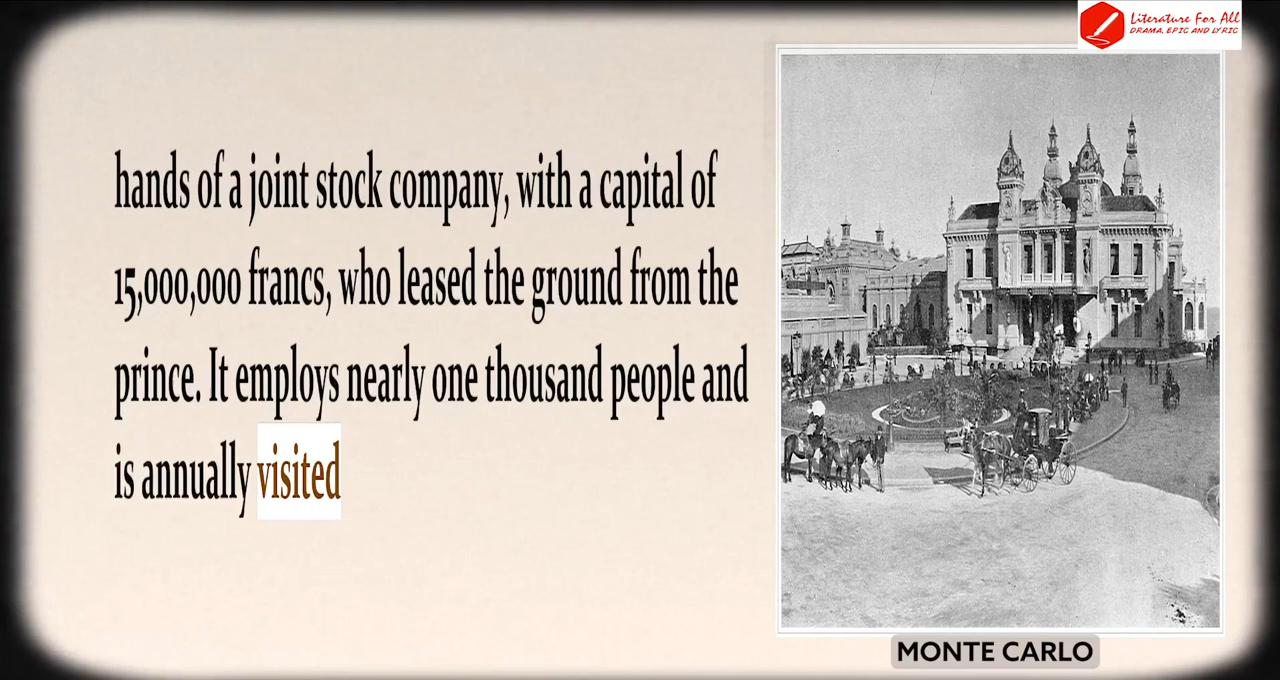 Literature For All
DRAMA, EPIC AND LYRIC
hands of a joint stock company, with a capital of
15,000,000 francs, who leased the ground from the
prince. It employs nearly one thousand people and
is annually visited
MONTE CARLO